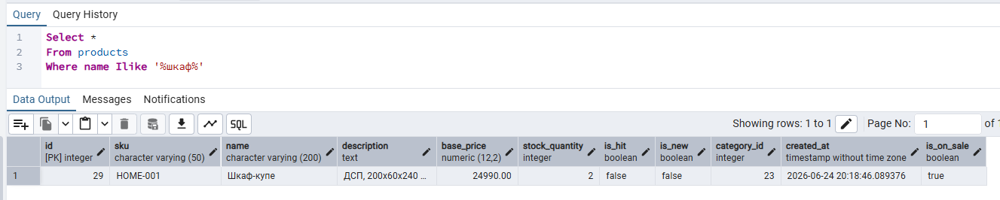 Query Query History
1 Select *
2 From products
3 Where name Ilike '%шкаф%'
Data Output Messages Notifications
SQL Showing rows: 1 to 1 Page No: 1 of 1
id sku name description base_price stock_quantity is_hit is_new category_id created_at is_on_sale
[PK] integer character varying (50) character varying (200) text numeric (12,2) integer boolean boolean integer timestamp without time zone boolean
1 29 HOME-001 Шкаф-купе ДСП, 200x60x240 ... 24990.00 2 false false 23 2026-06-24 20:18:46.089376 true